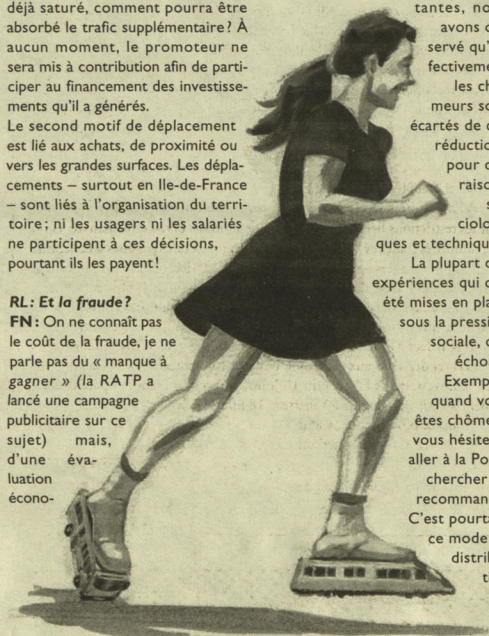 déjà saturé, comment pourra être
absorbé le trafic supplémentaire ? À
aucun moment, le promoteur ne
sera mis à contribution afin de parti-
ciper au financement des investisse-
ments qu'il a générés.
Le second motif de déplacement
est lié aux achats, de proximité ou
vers les grandes surfaces. Les dépla-
cements – surtout en Ile-de-France
– sont liés à l'organisation du terri-
toire ; ni les usagers ni les salariés
ne participent à ces décisions,
pourtant ils les payent !
RL : Et la fraude ?
FN : On ne connaît pas
le coût de la fraude, je ne
parle pas du « manque à
gagner » (la RATP a
lancé une campagne
publicitaire sur ce
sujet) mais,
d'une éva-
luation
écono-
tantes, no
avons
servé qu'
fectiveme
les ch
meurs so
écartés de
réductio
pour
raiso
s
ciolo
ques et technique
La plupart
expériences qui
été mises en pla
sous la pressi
sociale,
écho
Exemp
quand vo
êtes chôme
vous hésite
aller à la Po
chercher
recomman
C'est pourta
ce mode
distrib
t